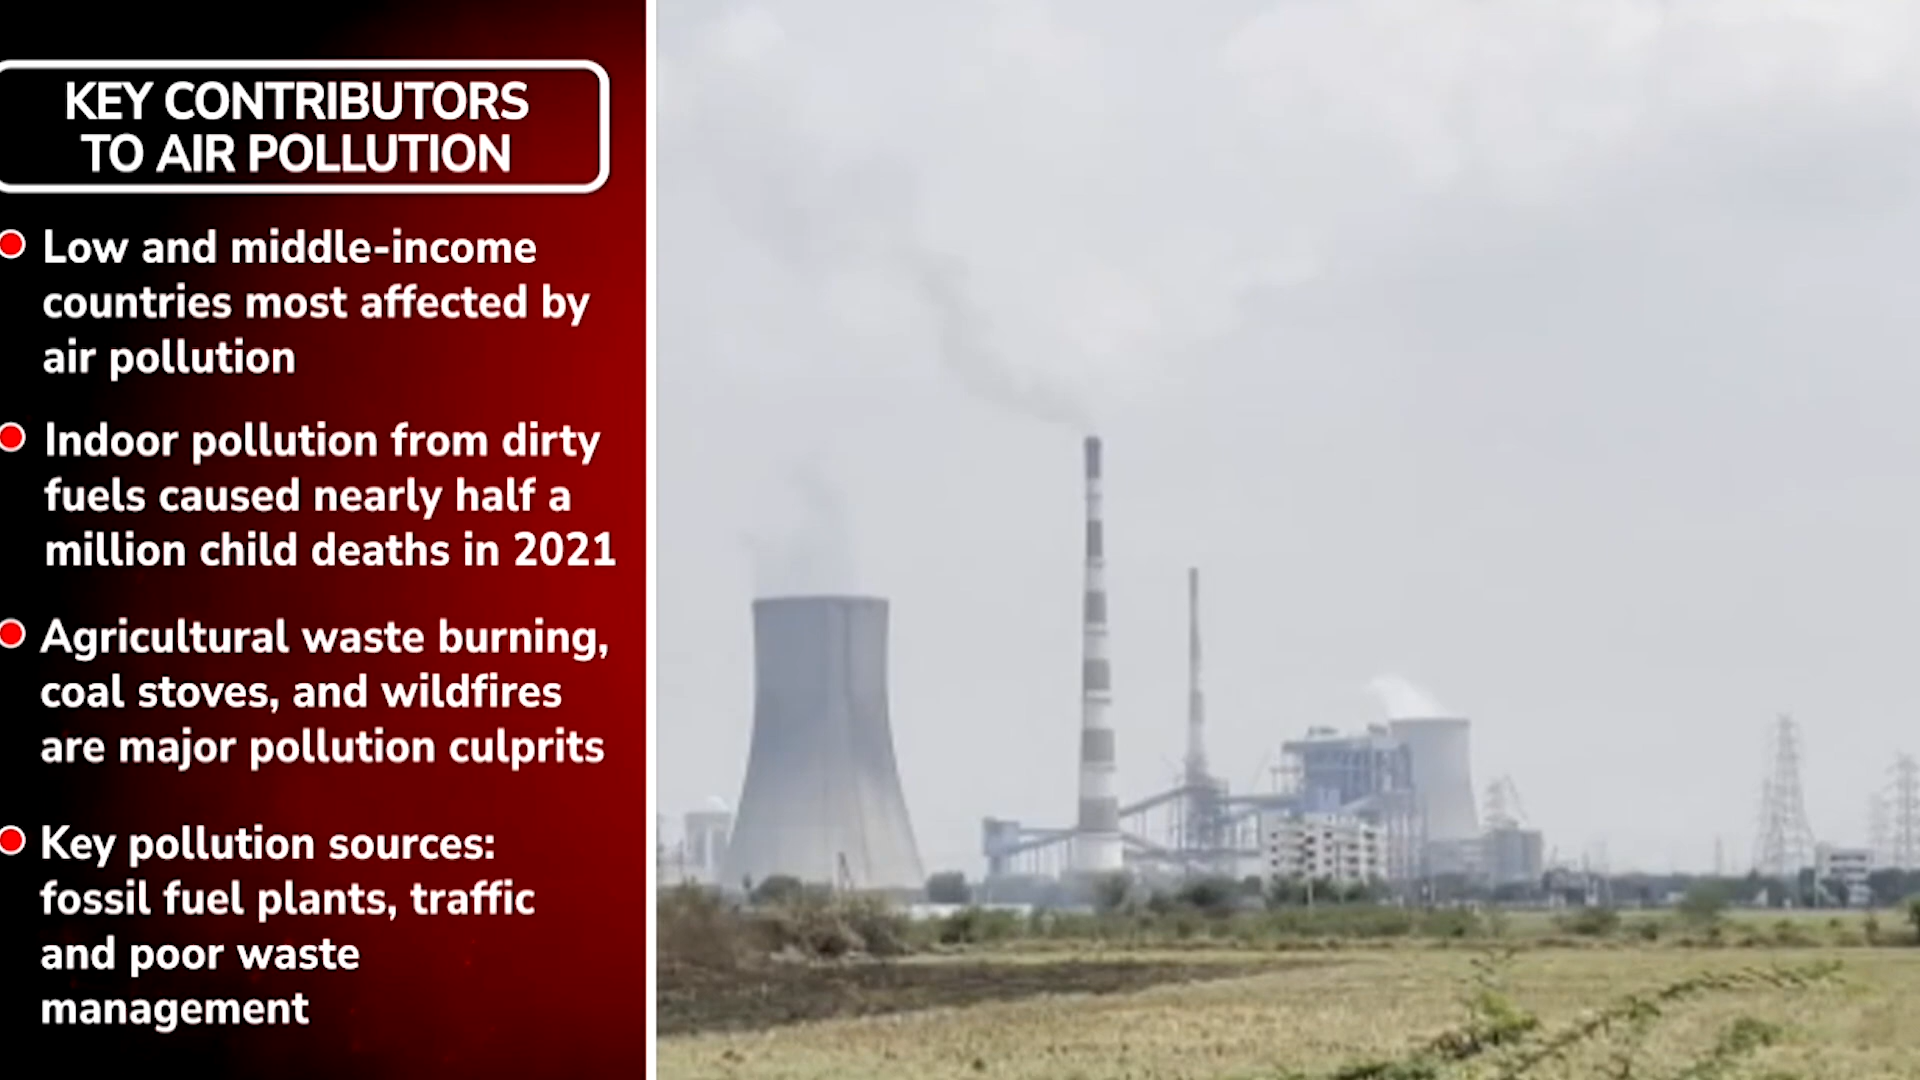 KEY CONTRIBUTORS
TO AIR POLLUTION
Low and middle-income
countries most affected by
air pollution
Indoor pollution from dirty
fuels caused nearly half a
million child deaths in 2021
Agricultural waste burning,
coal stoves, and wildfires
are major pollution culprits
Key pollution sources:
fossil fuel plants, traffic
and poor waste
management